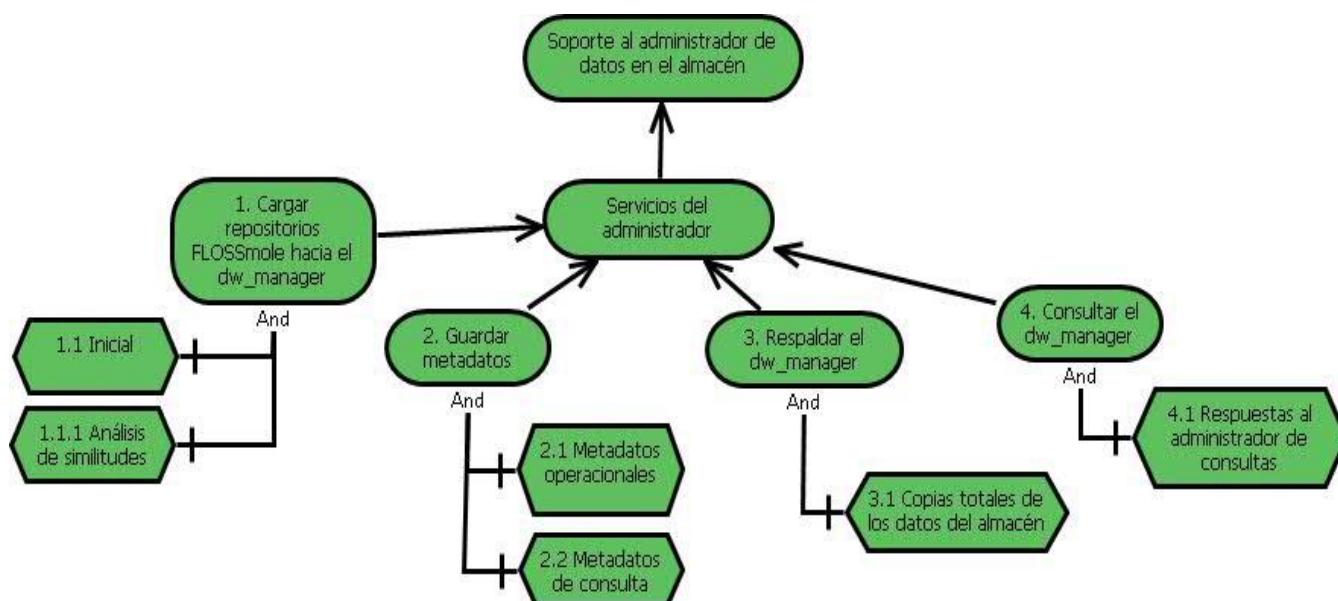 Soporte al administrador de
datos en el almacén
1. Cargar
repositorios
FLOSSmole hacia el
dw_manager
Servicios del
administrador
And
2. Guardar
metadatos
And
3. Respaldar el
dw_manager
And
4. Consultar el
dw_manager
And
1.1 Inicial
1.1.1 Análisis
de similitudes
2.1 Metadatos
operacionales
2.2 Metadatos
de consulta
3.1 Copias totales de
los datos del almacén
4.1 Respuestas al
administrador de
consultas